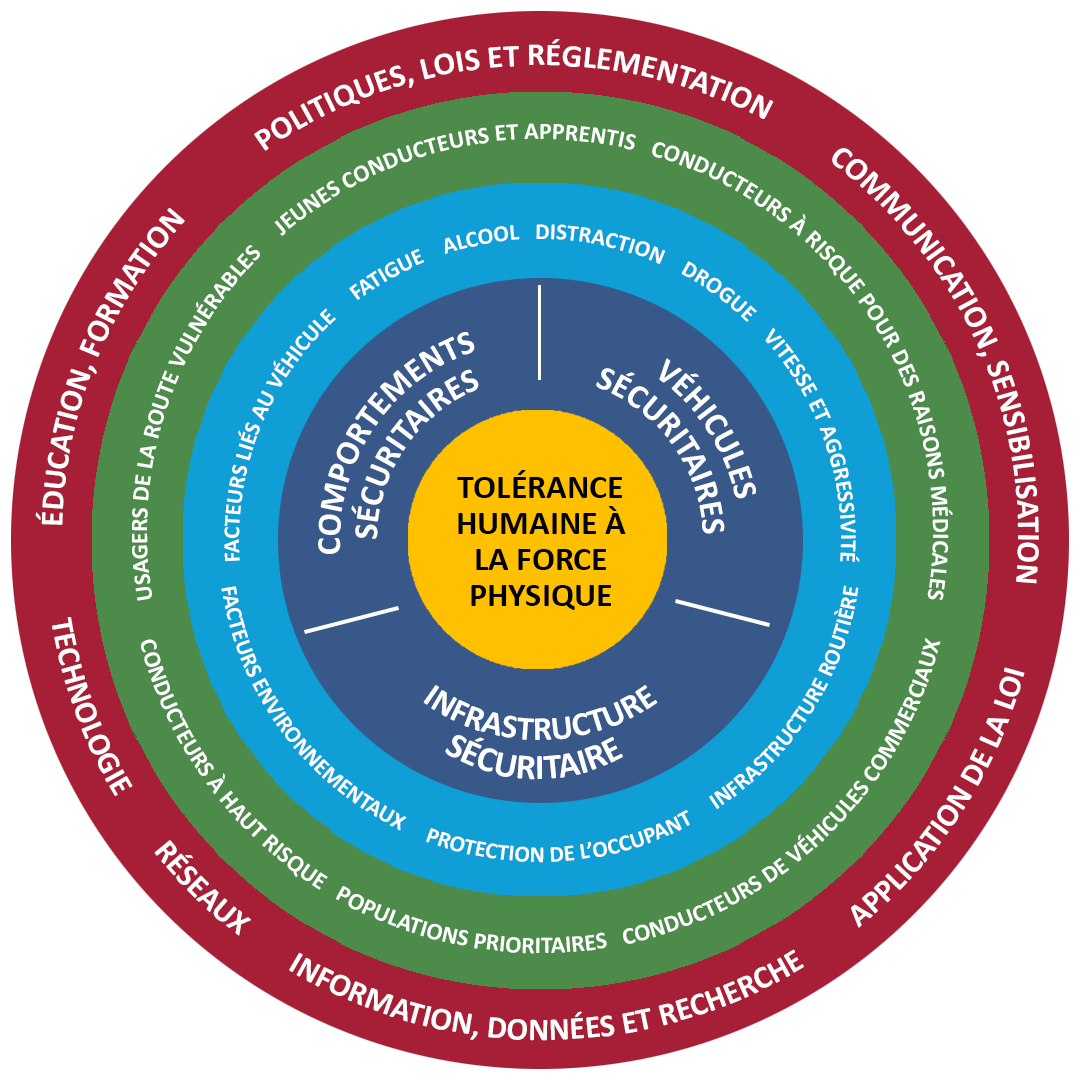 POLITIQUES, LOIS ET RÉGLEMENTATION
COMMUNICATION, SENSIBILISATION
APPLICATION DE LA LOI
INFORMATION, DONNÉES ET RECHERCHE
RÉSEAUX
TECHNOLOGIE
ÉDUCATION, FORMATION
JEUNES CONDUCTEURS ET APPRENTIS
CONDUCTEURS À RISQUE POUR DES RAISONS MÉDICALES
CONDUCTEURS DE VÉHICULES COMMERCIAUX
POPULATIONS PRIORITAIRES
CONDUCTEURS À HAUT RISQUE
USAGERS DE LA ROUTE VULNÉRABLES
ALCOOL
DISTRACTION
DROGUE
VITESSE ET AGGRESSIVITÉ
INFRASTRUCTURE ROUTIÈRE
PROTECTION DE L'OCCUPANT
FACTEURS ENVIRONNEMENTAUX
FACTEURS LIÉS AU VÉHICULE
FATIGUE
COMPORTEMENTS
SÉCURITAIRES
VÉHICULES
SÉCURITAIRES
INFRASTRUCTURE
SÉCURITAIRE
TOLÉRANCE
HUMAINE À
LA FORCE
PHYSIQUE